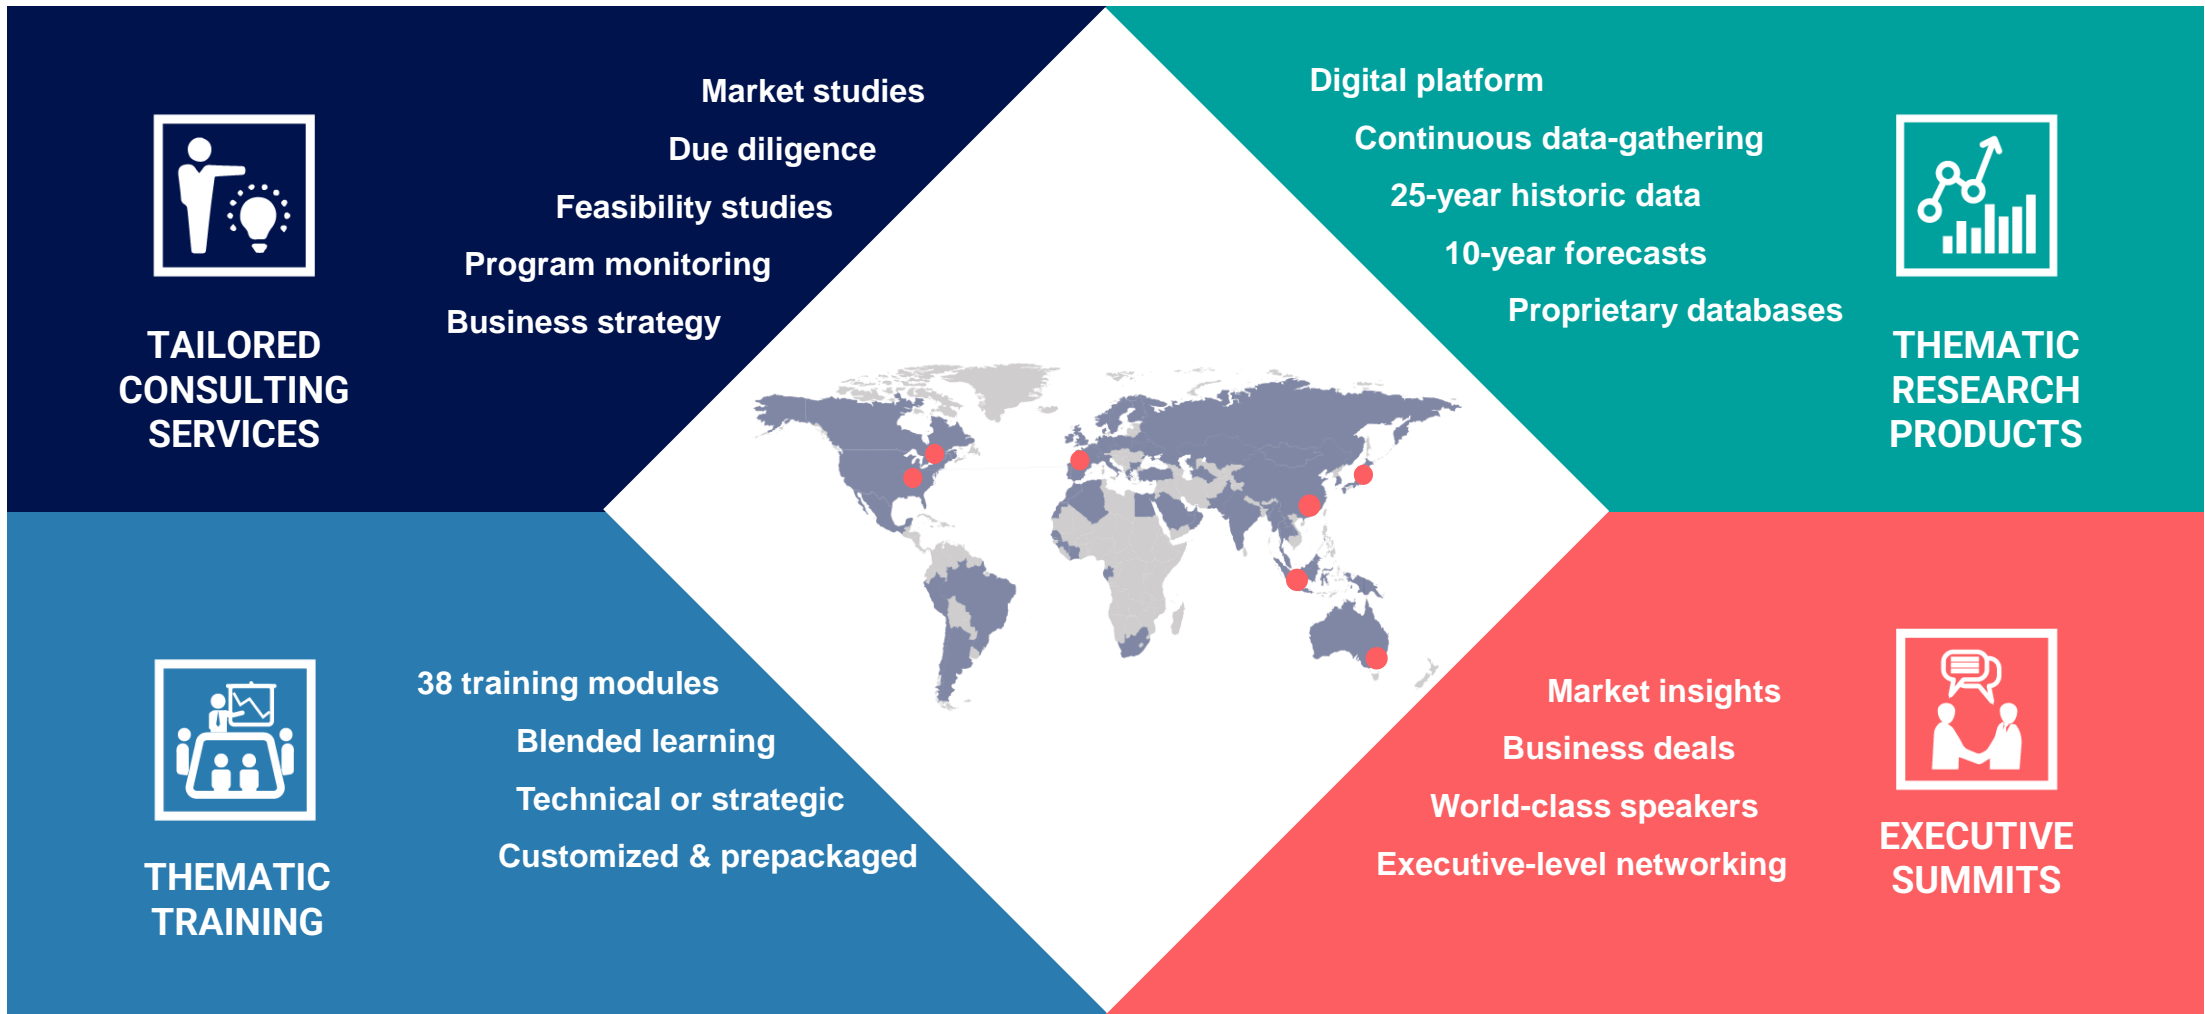 Market studies
Due diligence
Feasibility studies
Program monitoring
Business strategy
TAILORED
CONSULTING
SERVICES
Digital platform
Continuous data-gathering
25-year historic data
10-year forecasts
Proprietary databases
THEMATIC
RESEARCH
PRODUCTS
38 training modules
Blended learning
Technical or strategic
Customized & prepackaged
THEMATIC
TRAINING
Market insights
Business deals
World-class speakers
Executive-level networking
EXECUTIVE
SUMMITS